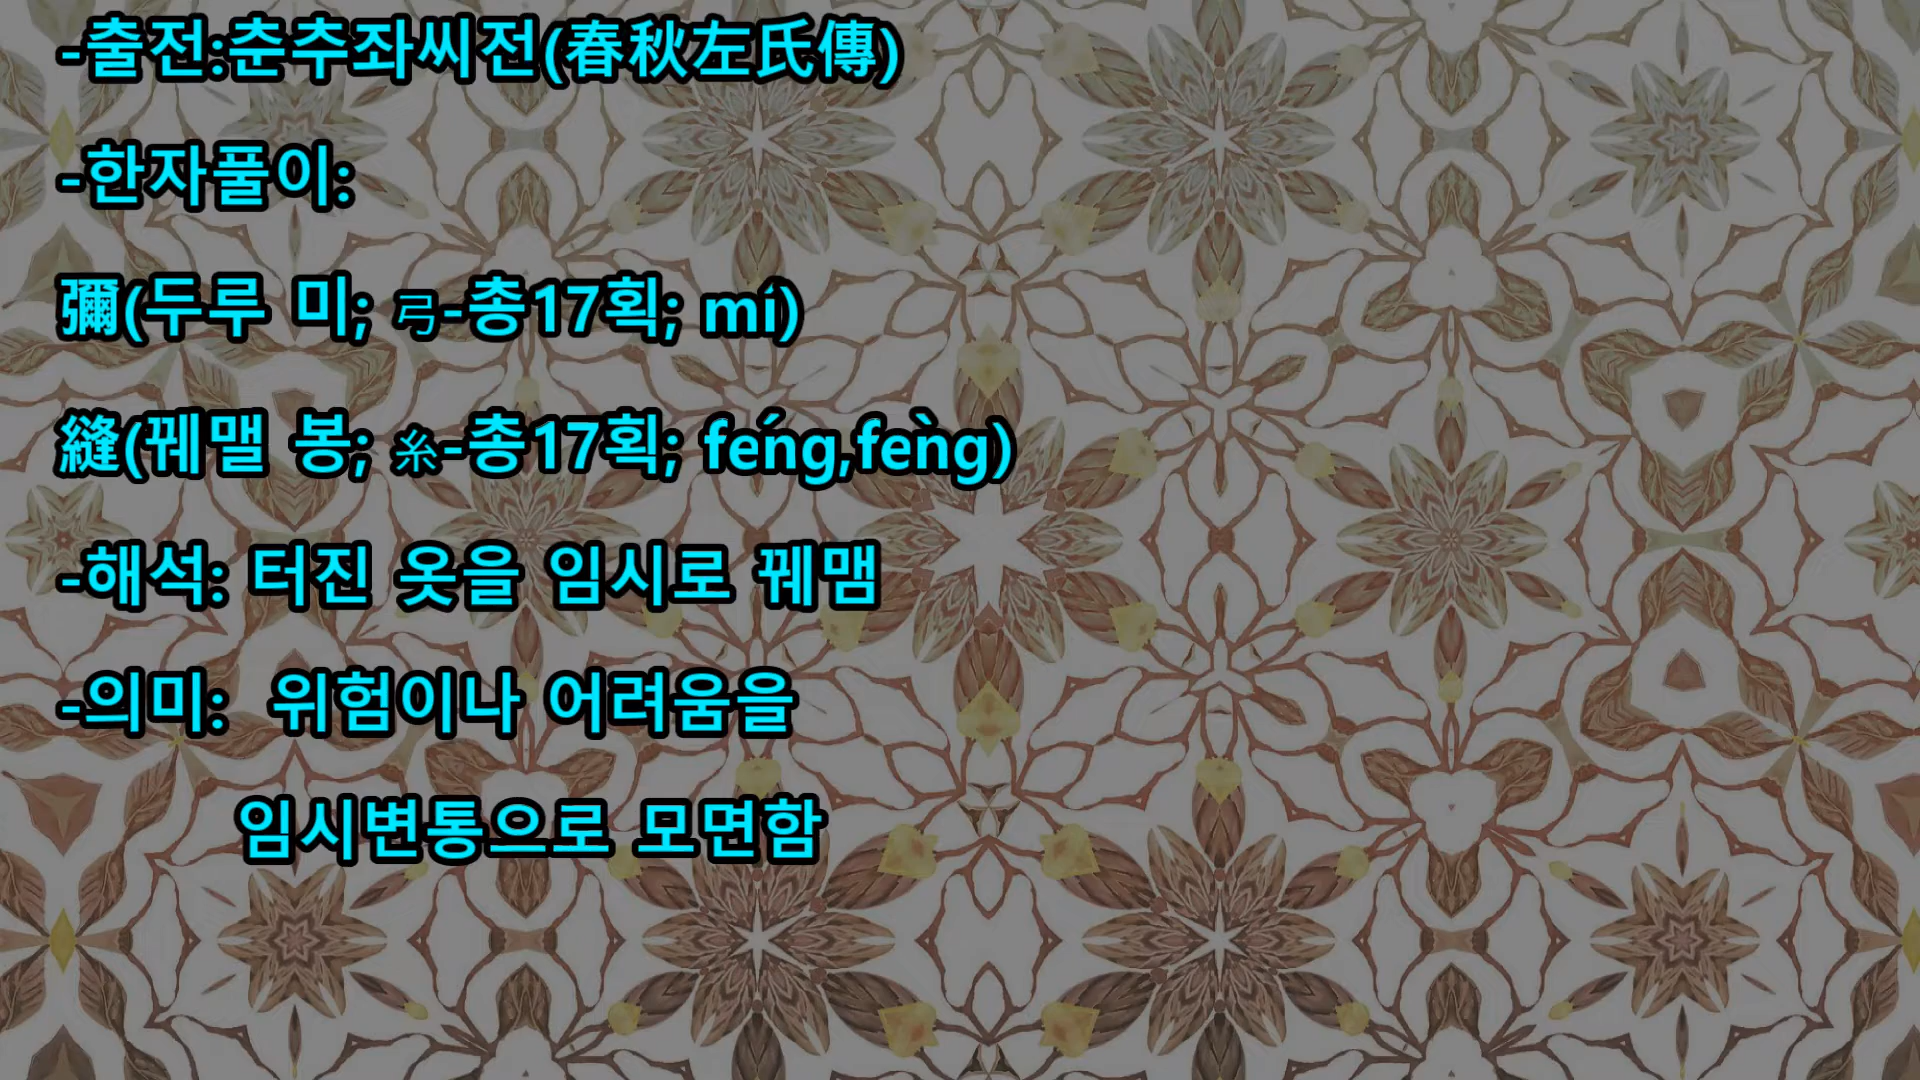 -출전:춘추좌씨전(春秋左氏傳)
-한자풀이:
彌(두루 미; 弓-총17획; mí)
縫(꿰맬 봉; 糸-총17획; féng,fèng)
-해석: 터진 옷을 임시로 꿰맴
-의미: 위험이나 어려움을
임시변통으로 모면함